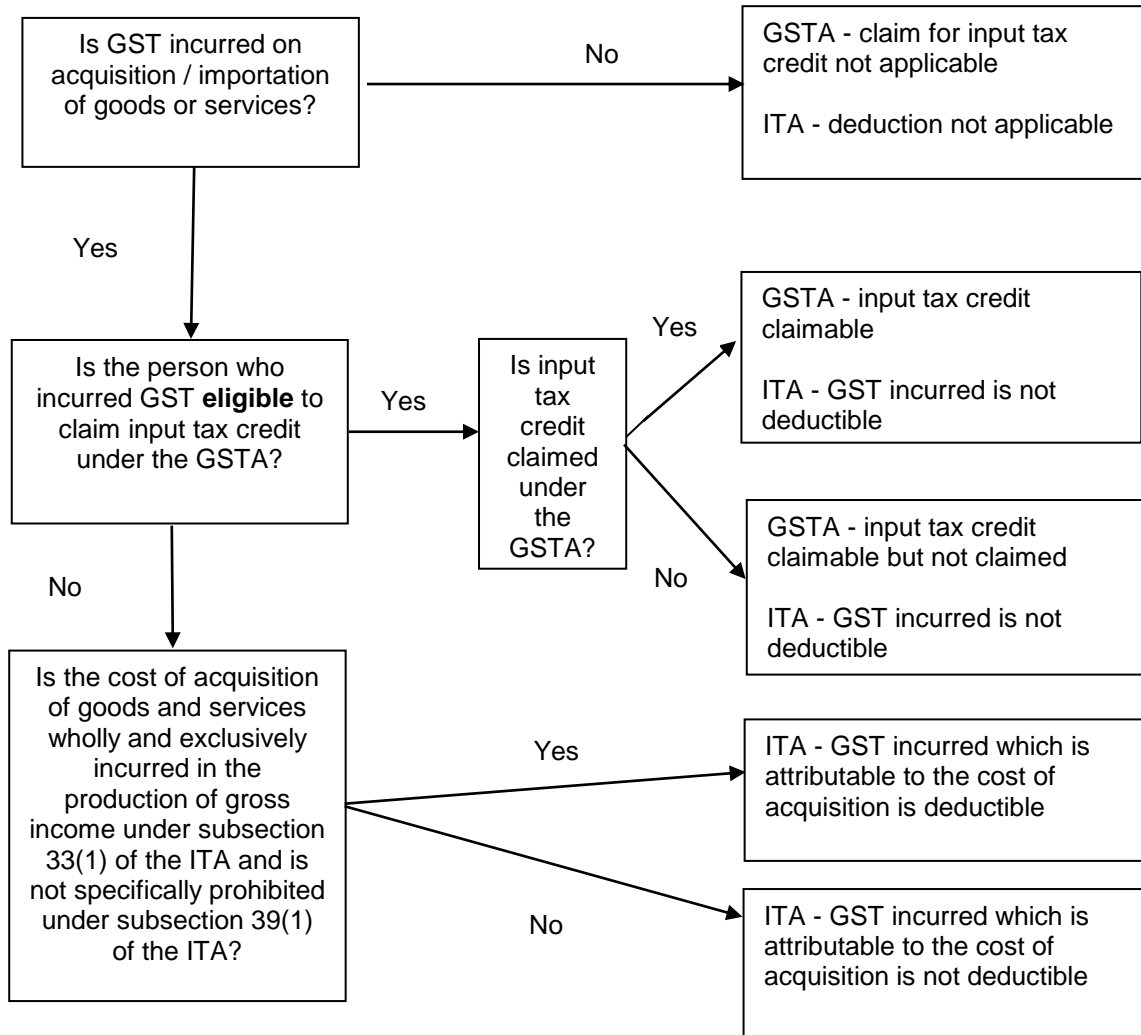 Is GST incurred on
acquisition / importation
of goods or services?
No
GSTA - claim for input tax
credit not applicable
ITA - deduction not applicable
Yes
Is the person who
incurred GST eligible to
claim input tax credit
under the GSTA?
Yes
Is input
tax
credit
claimed
under
the
GSTA?
Yes
GSTA - input tax credit
claimable
ITA - GST incurred is not
deductible
No
GSTA - input tax credit
claimable but not claimed
ITA - GST incurred is not
deductible
No
Is the cost of acquisition
of goods and services
wholly and exclusively
incurred in the
production of gross
income under subsection
33(1) of the ITA and is
not specifically prohibited
under subsection 39(1)
of the ITA?
Yes
ITA - GST incurred which is
attributable to the cost of
acquisition is deductible
No
ITA - GST incurred which is
attributable to the cost of
acquisition is not deductible